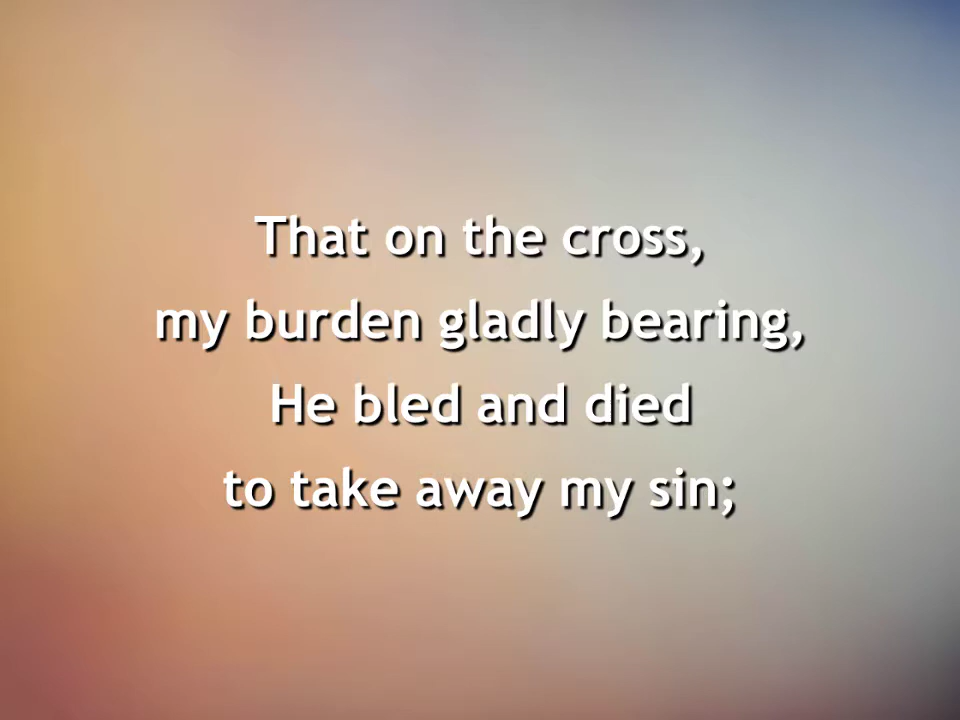 That on the cross,
my burden gladly bearing,
He bled and died
to take away my sin;